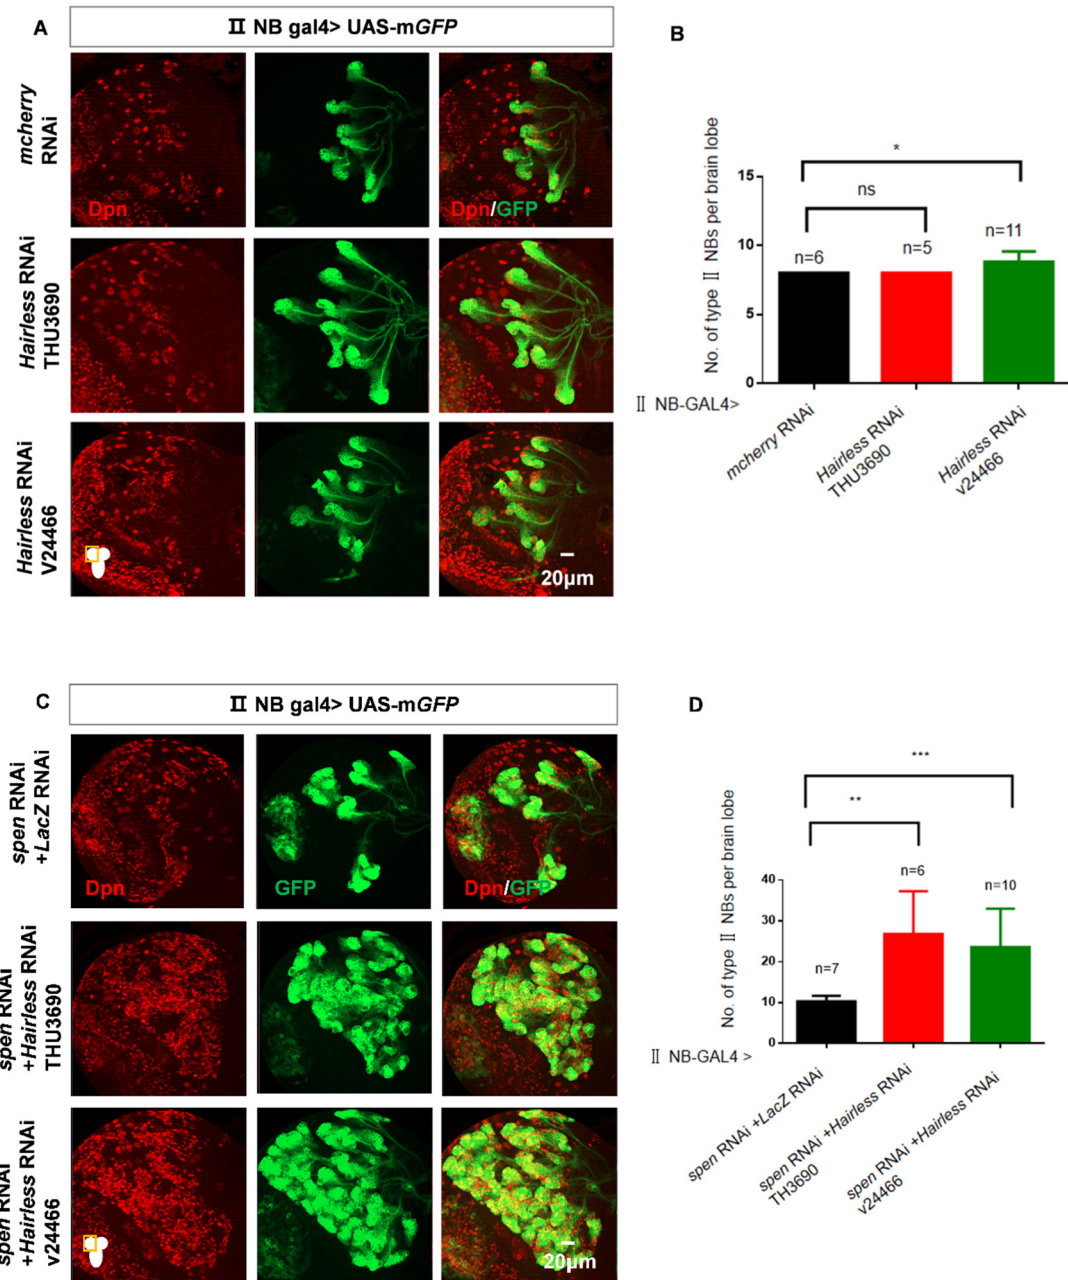 A
Ⅱ NB gal4> UAS-mGFP
mcherry
RNAi
Dpn
Dpn/GFP
Hairless RNAi
THU3690
Hairless RNAi
V24466
20μm
B
No. of type Ⅱ NBs per brain lobe
15
10
5
0
*
ns
n=6
n=5
n=11
Ⅱ NB-GAL4>
mcherry RNAi
Hairless RNAi
THU3690
Hairless RNAi
v24466
C
Ⅱ NB gal4> UAS-mGFP
spen RNAi
+LacZ RNAi
Dpn
GFP
Dpn/GFP
spen RNAi
+Hairless RNAi
THU3690
spen RNAi
+Hairless RNAi
v24466
20μm
D
No. of type Ⅱ NBs per brain lobe
40
30
20
10
0
***
**
n=7
n=6
n=10
Ⅱ NB-GAL4 >
spen RNAi +LacZ RNAi
spen RNAi +Hairless RNAi
TH3690
spen RNAi +Hairless RNAi
v24466